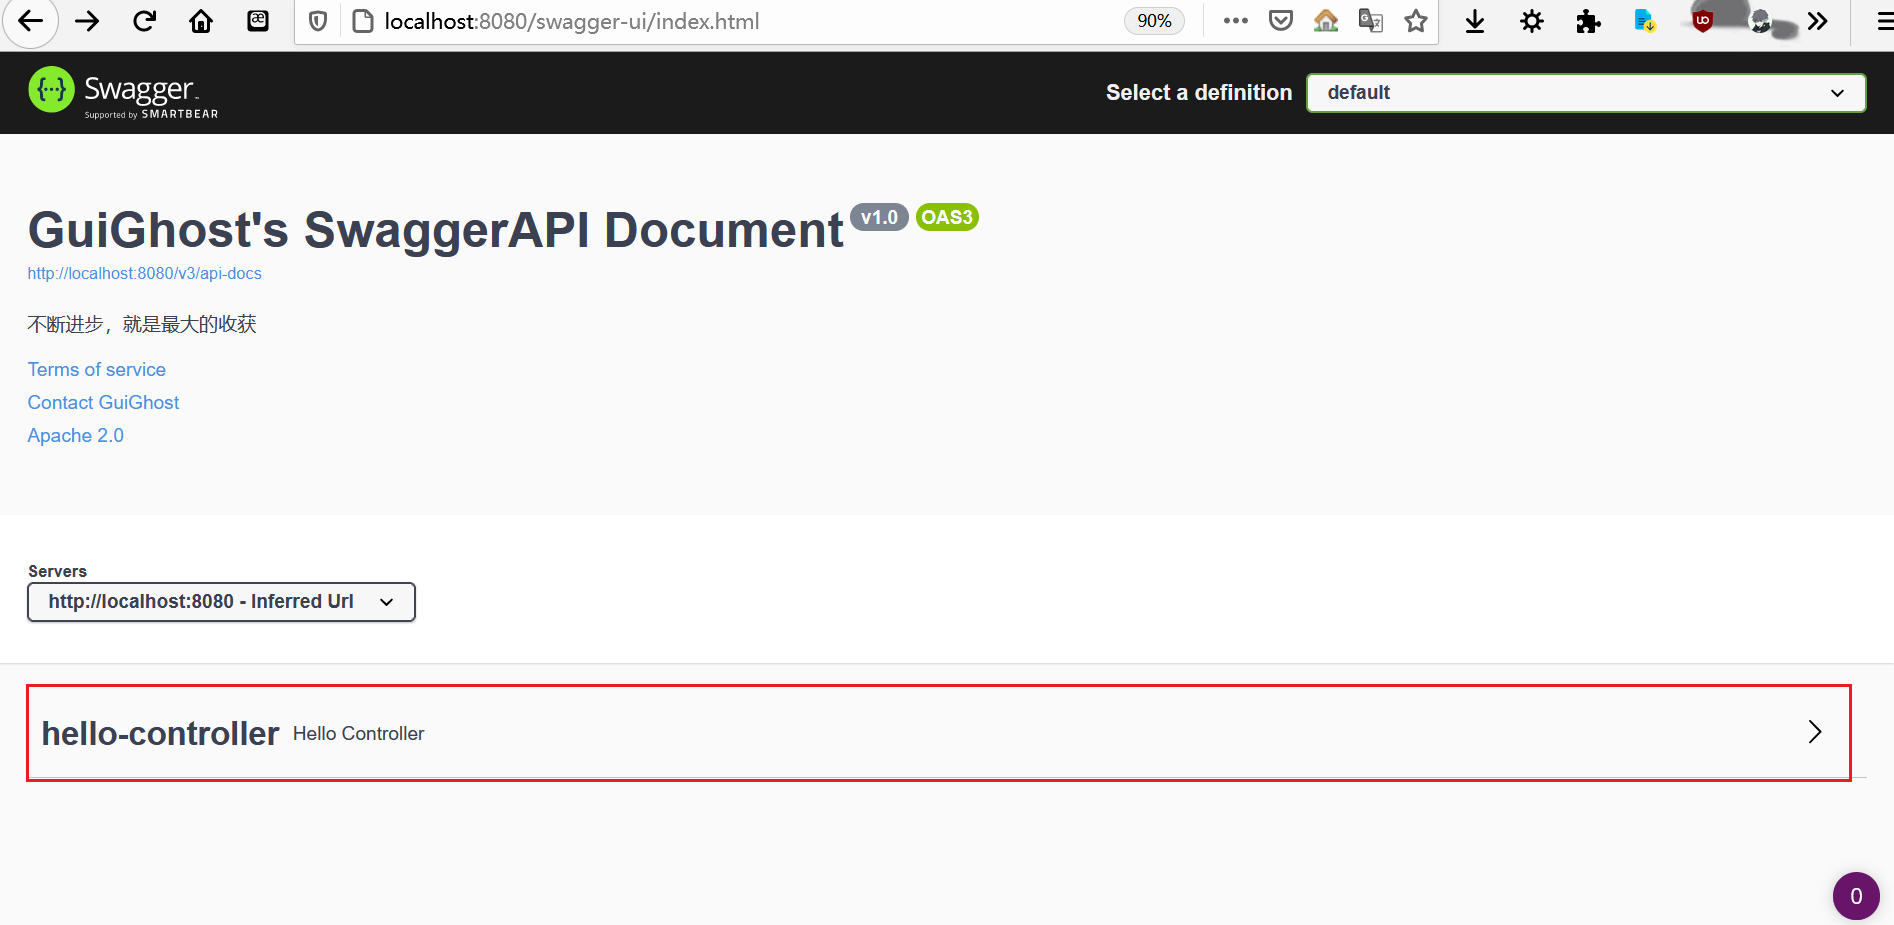 localhost:8080/swagger-ui/index.html
90%
Swagger
Supported by SMARTBEAR
Select a definition
default
GuiGhost's SwaggerAPI Document v1.0 OAS3
http://localhost:8080/v3/api-docs
不断进步，就是最大的收获
Terms of service
Contact GuiGhost
Apache 2.0
Servers
http://localhost:8080 - Inferred Url
hello-controller Hello Controller
0